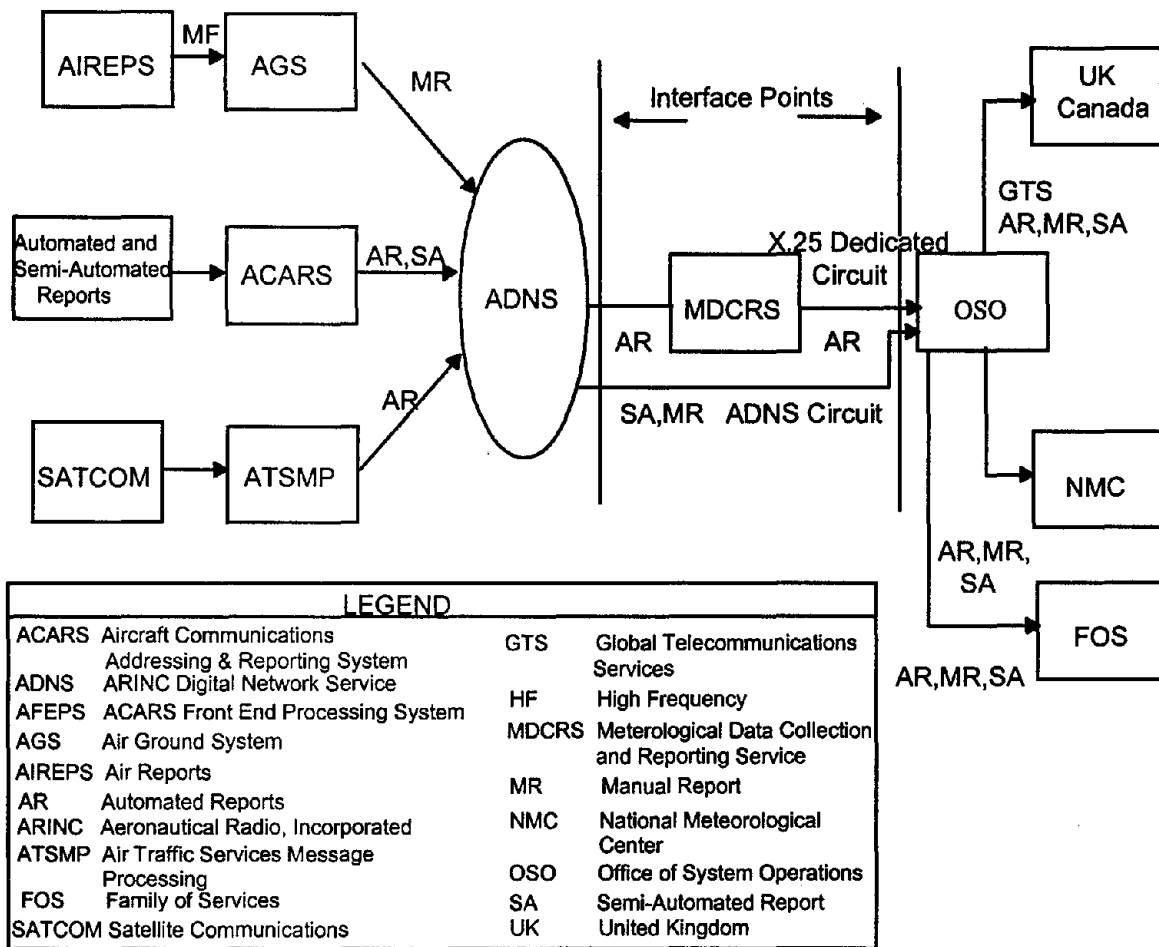 AIREPS
MF
AGS
MR
Interface Points
UK
Canada
GTS
AR,MR,SA
Automated and
Semi-Automated
Reports
ACARS
AR,SA
ADNS
X.25 Dedicated
Circuit
MDCRS
OSO
AR
AR
SA,MR ADNS Circuit
SATCOM
ATSMP
AR
NMC
AR,MR,
SA
FOS
AR,MR,SA
LEGEND
ACARS Aircraft Communications
Addressing & Reporting System
ADNS ARINC Digital Network Service
AFEPS ACARS Front End Processing System
AGS Air Ground System
AIREPS Air Reports
AR Automated Reports
ARINC Aeronautical Radio, Incorporated
ATSMP Air Traffic Services Message
Processing
FOS Family of Services
SATCOM Satellite Communications
GTS Global Telecommunications
Services
HF High Frequency
MDCRS Meterological Data Collection
and Reporting Service
MR Manual Report
NMC National Meteorological
Center
OSO Office of System Operations
SA Semi-Automated Report
UK United Kingdom